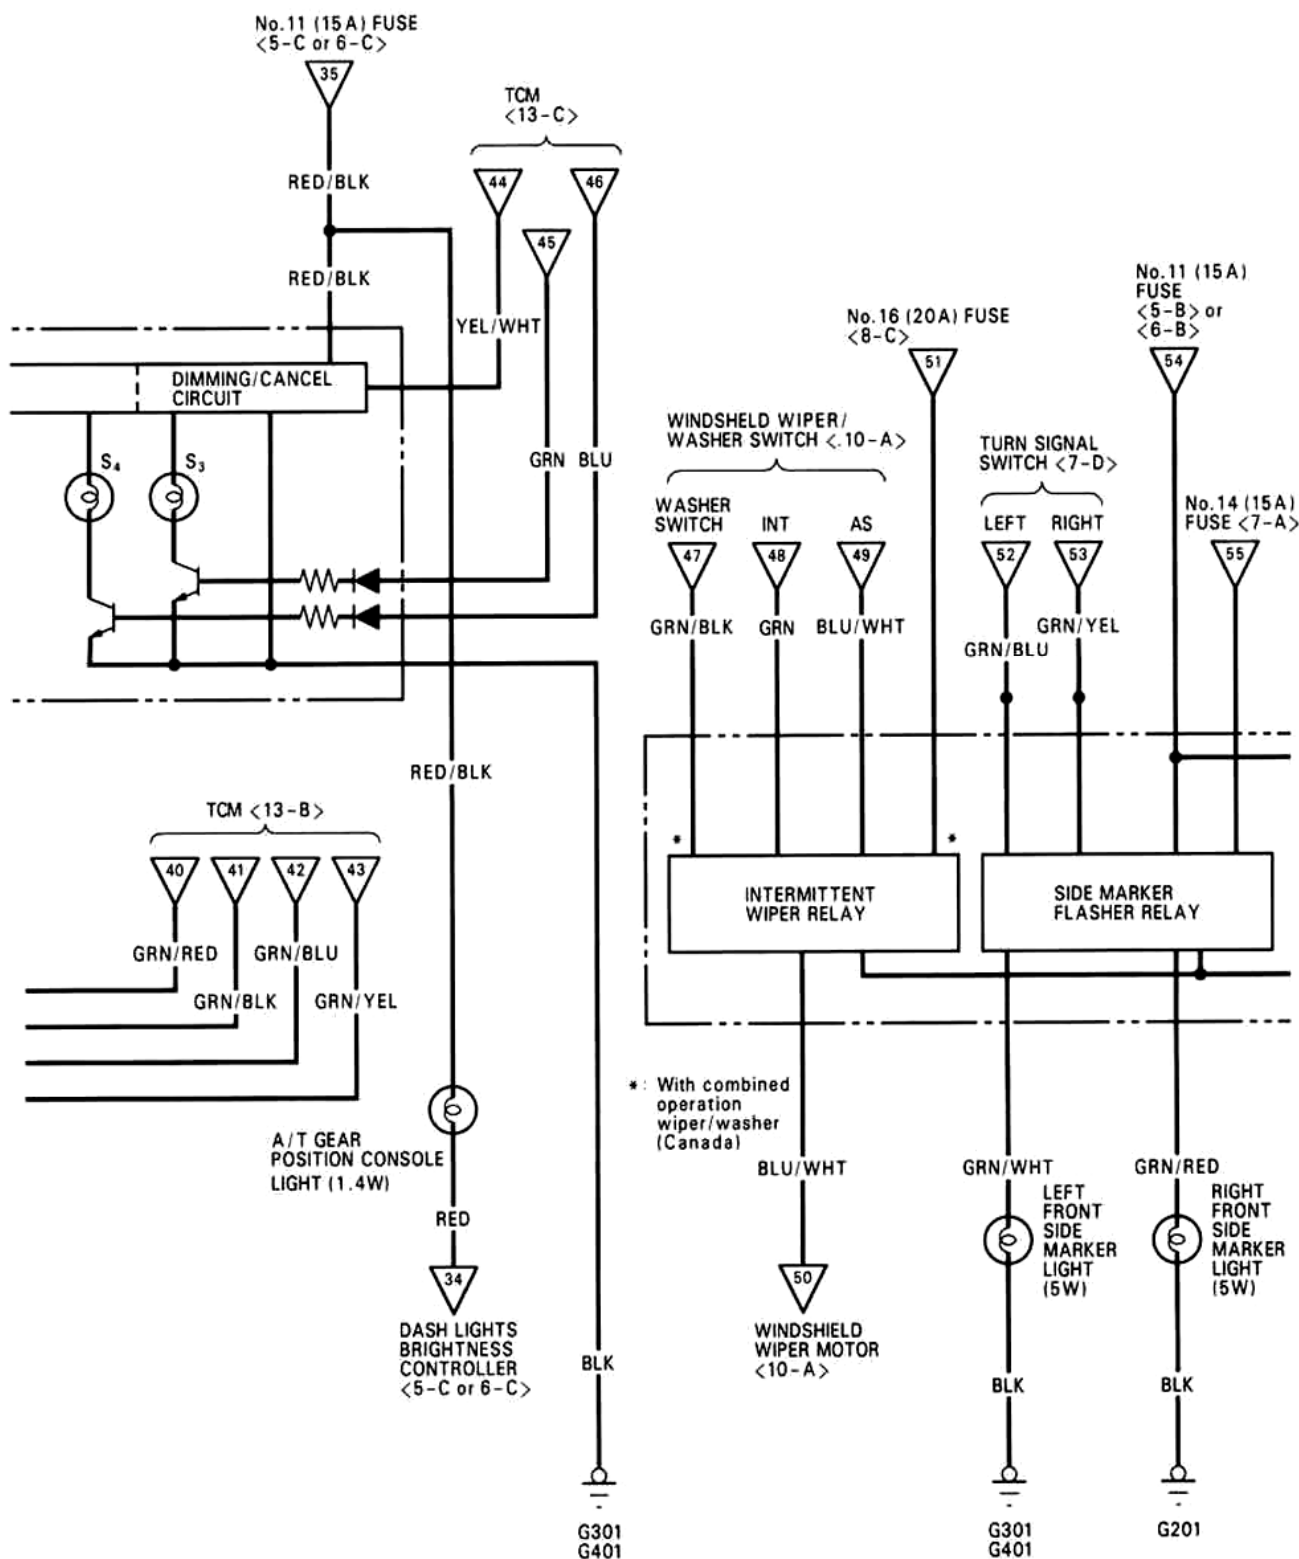 No.11 (15A) FUSE
<5-C or 6-C>
35
RED/BLK
RED/BLK
TCM
<13-C>
44
46
45
YEL/WHT
GRN
BLU
DIMMING/CANCEL
CIRCUIT
S4
S3
RED/BLK
TCM <13-B>
40
41
42
43
GRN/RED
GRN/BLU
GRN/BLK
GRN/YEL
A/T GEAR
POSITION CONSOLE
LIGHT (1.4W)
RED
34
DASH LIGHTS
BRIGHTNESS
CONTROLLER
<5-C or 6-C>
BLK
G301
G401
No.16 (20A) FUSE
<8-C>
51
WINDSHIELD WIPER/
WASHER SWITCH <.10-A>
WASHER
SWITCH
INT
AS
47
48
49
GRN/BLK
GRN
BLU/WHT
No.11 (15A)
FUSE
<5-B> or
<6-B>
54
TURN SIGNAL
SWITCH <7-D>
LEFT
RIGHT
52
53
GRN/BLU
GRN/YEL
No.14 (15A)
FUSE <7-A>
55
*
*
INTERMITTENT
WIPER RELAY
SIDE MARKER
FLASHER RELAY
*: With combined
operation
wiper/washer
(Canada)
BLU/WHT
50
WINDSHIELD
WIPER MOTOR
<10-A>
GRN/WHT
LEFT
FRONT
SIDE
MARKER
LIGHT
(5W)
BLK
G301
G401
GRN/RED
RIGHT
FRONT
SIDE
MARKER
LIGHT
(5W)
BLK
G201